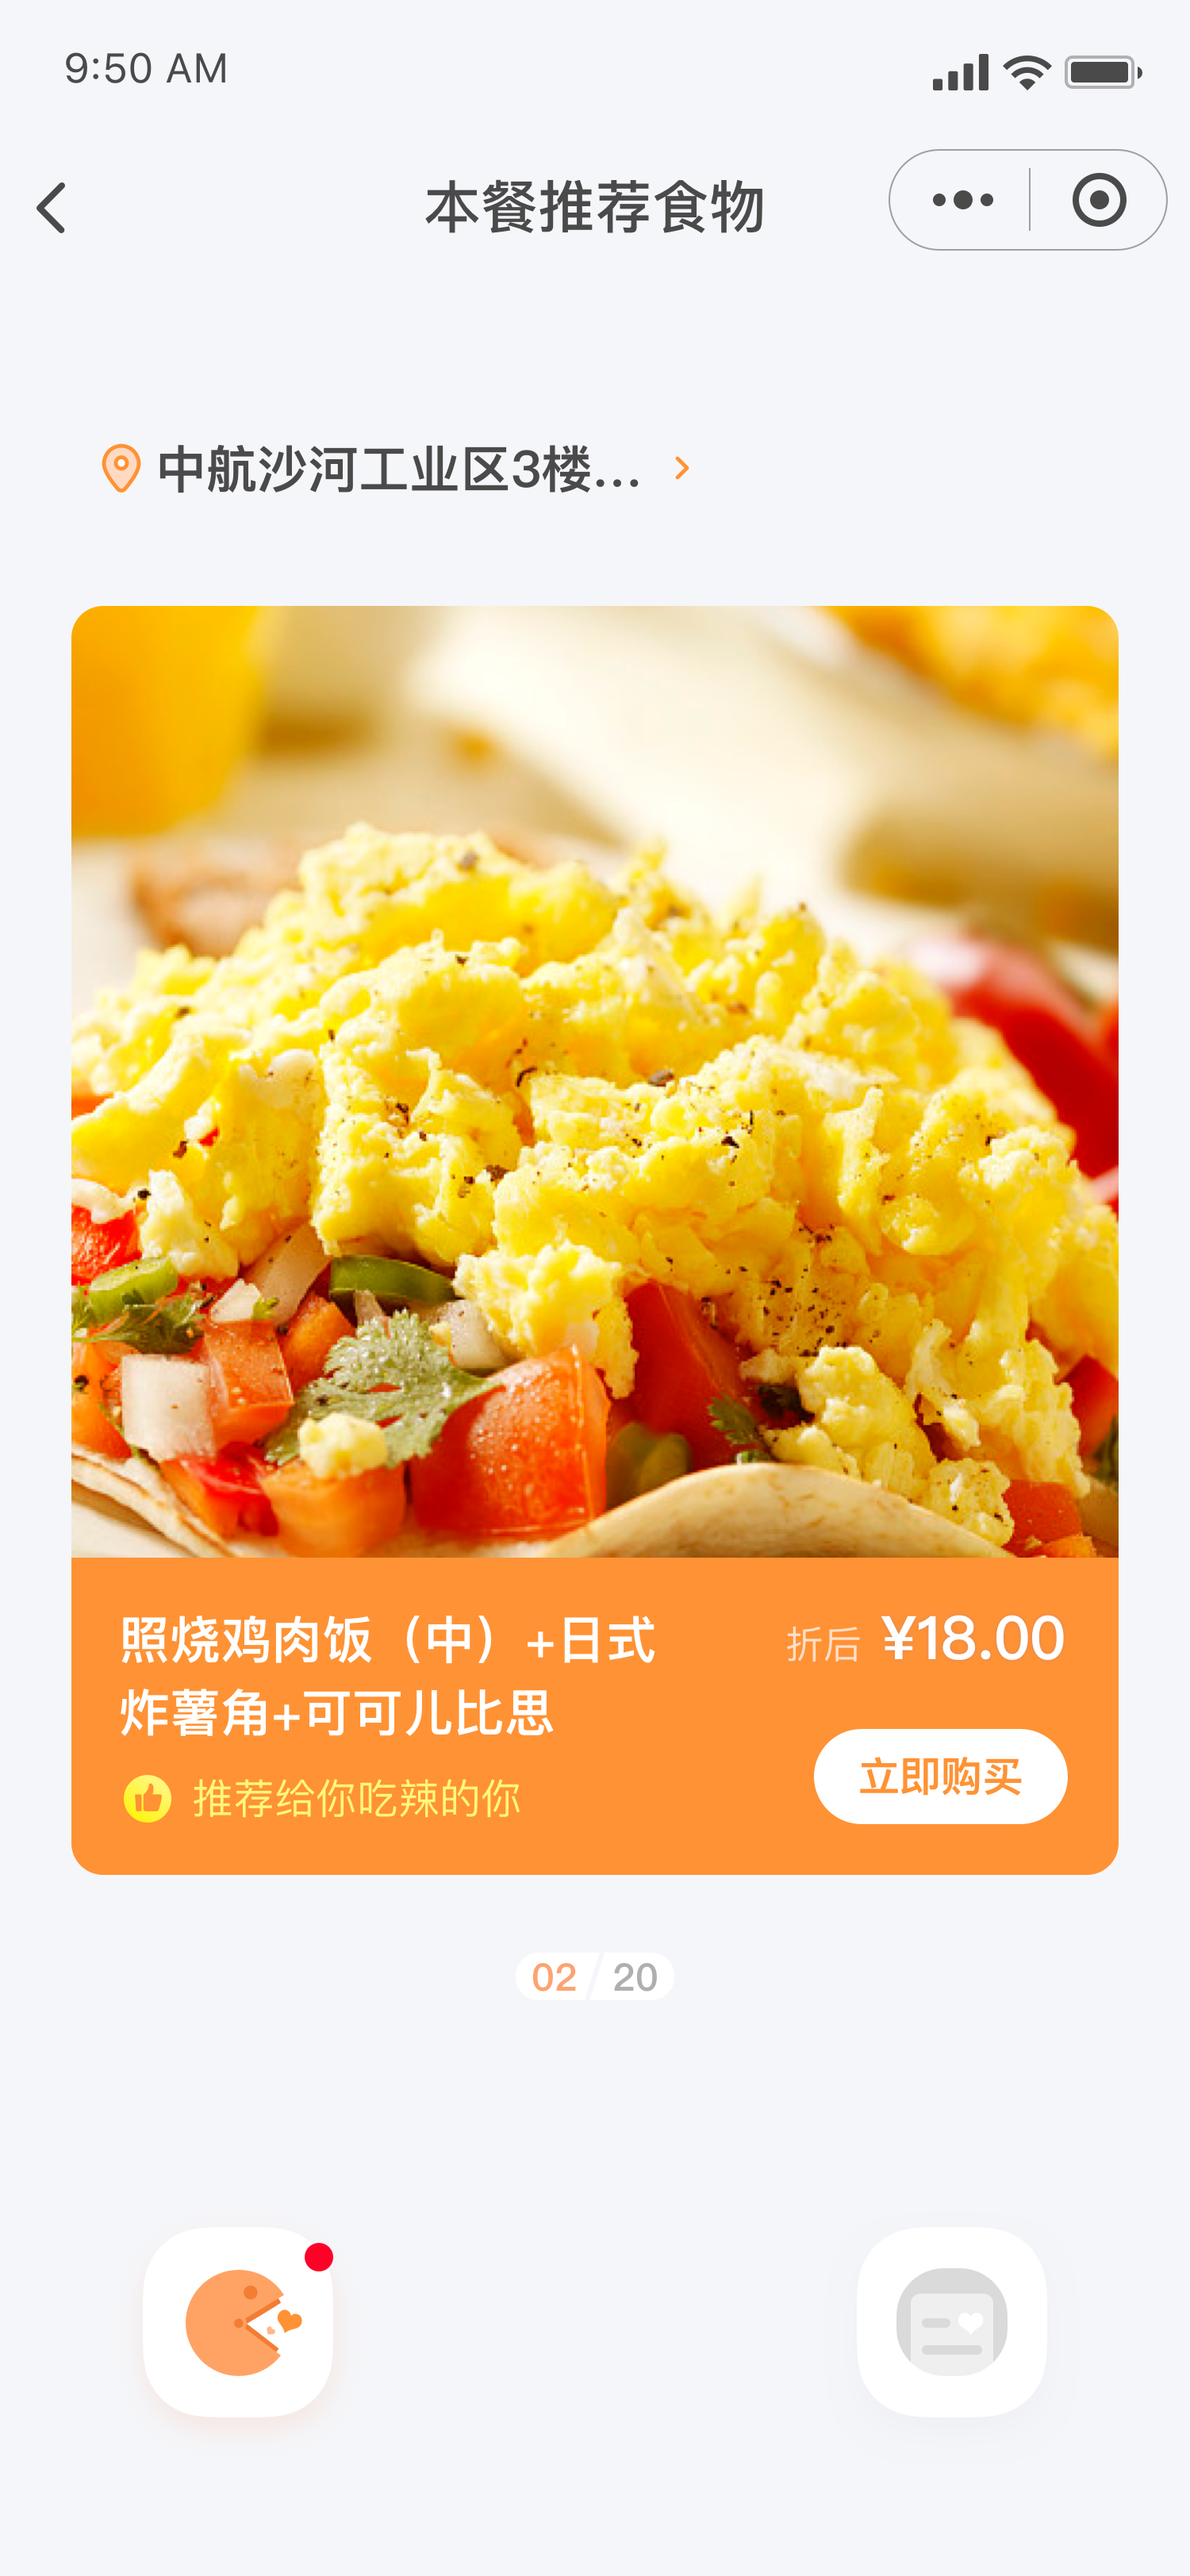 9:50 AM
本餐推荐食物
中航沙河工业区3楼...
照烧鸡肉饭（中）+日式
炸薯角+可可儿比思
折后 ¥18.00
推荐给你吃辣的你
立即购买
02/20